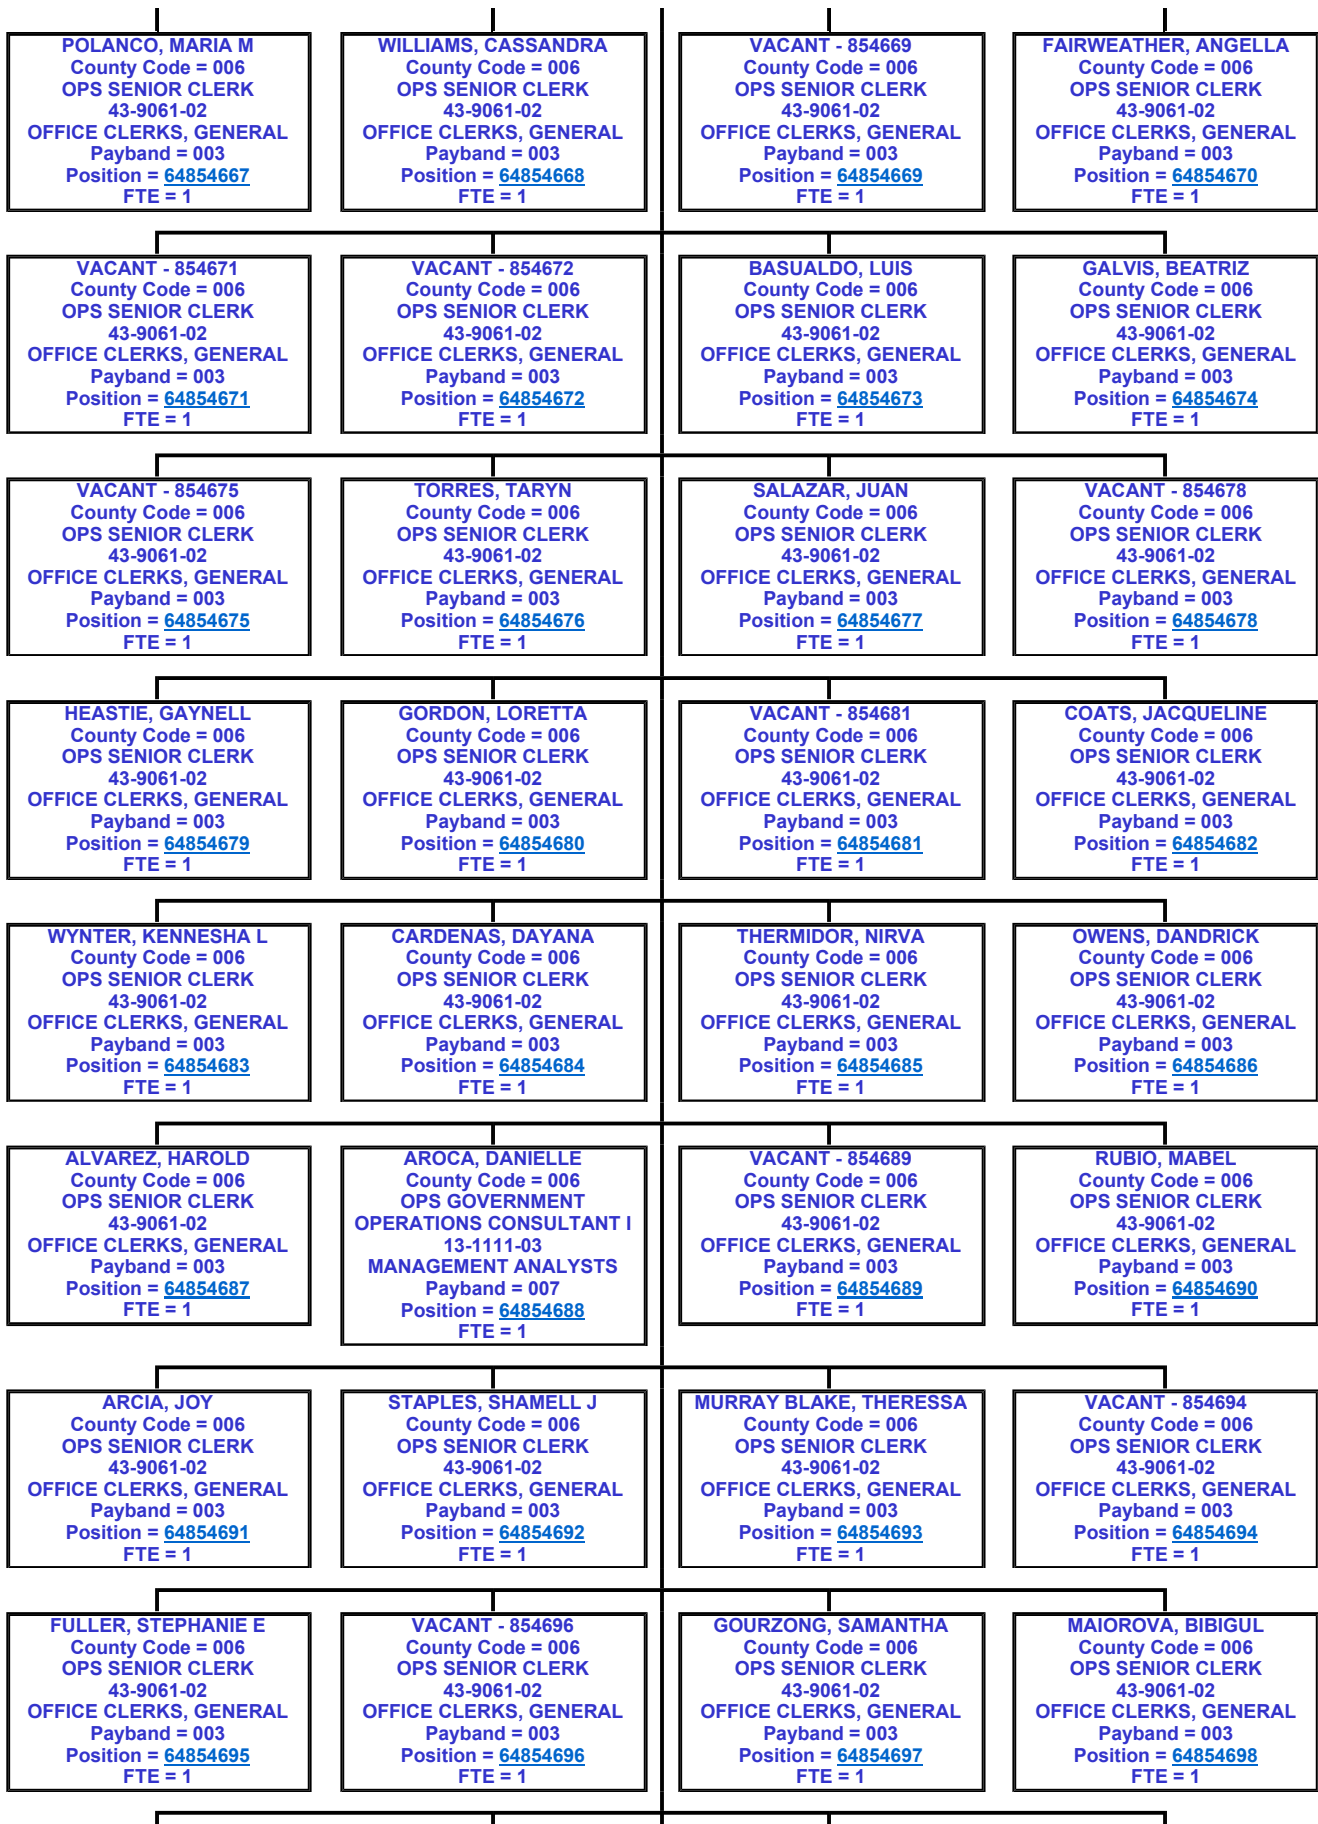 POLANCO, MARIA M
County Code = 006
OPS SENIOR CLERK
43-9061-02
OFFICE CLERKS, GENERAL
Payband = 003
Position = 64854667
FTE = 1
WILLIAMS, CASSANDRA
County Code = 006
OPS SENIOR CLERK
43-9061-02
OFFICE CLERKS, GENERAL
Payband = 003
Position = 64854668
FTE = 1
VACANT - 854669
County Code = 006
OPS SENIOR CLERK
43-9061-02
OFFICE CLERKS, GENERAL
Payband = 003
Position = 64854669
FTE = 1
FAIRWEATHER, ANGELLA
County Code = 006
OPS SENIOR CLERK
43-9061-02
OFFICE CLERKS, GENERAL
Payband = 003
Position = 64854670
FTE = 1
VACANT - 854671
County Code = 006
OPS SENIOR CLERK
43-9061-02
OFFICE CLERKS, GENERAL
Payband = 003
Position = 64854671
FTE = 1
VACANT - 854672
County Code = 006
OPS SENIOR CLERK
43-9061-02
OFFICE CLERKS, GENERAL
Payband = 003
Position = 64854672
FTE = 1
BASUALDO, LUIS
County Code = 006
OPS SENIOR CLERK
43-9061-02
OFFICE CLERKS, GENERAL
Payband = 003
Position = 64854673
FTE = 1
GALVIS, BEATRIZ
County Code = 006
OPS SENIOR CLERK
43-9061-02
OFFICE CLERKS, GENERAL
Payband = 003
Position = 64854674
FTE = 1
VACANT - 854675
County Code = 006
OPS SENIOR CLERK
43-9061-02
OFFICE CLERKS, GENERAL
Payband = 003
Position = 64854675
FTE = 1
TORRES, TARYN
County Code = 006
OPS SENIOR CLERK
43-9061-02
OFFICE CLERKS, GENERAL
Payband = 003
Position = 64854676
FTE = 1
SALAZAR, JUAN
County Code = 006
OPS SENIOR CLERK
43-9061-02
OFFICE CLERKS, GENERAL
Payband = 003
Position = 64854677
FTE = 1
VACANT - 854678
County Code = 006
OPS SENIOR CLERK
43-9061-02
OFFICE CLERKS, GENERAL
Payband = 003
Position = 64854678
FTE = 1
HEASTIE, GAYNELL
County Code = 006
OPS SENIOR CLERK
43-9061-02
OFFICE CLERKS, GENERAL
Payband = 003
Position = 64854679
FTE = 1
GORDON, LORETTA
County Code = 006
OPS SENIOR CLERK
43-9061-02
OFFICE CLERKS, GENERAL
Payband = 003
Position = 64854680
FTE = 1
VACANT - 854681
County Code = 006
OPS SENIOR CLERK
43-9061-02
OFFICE CLERKS, GENERAL
Payband = 003
Position = 64854681
FTE = 1
COATS, JACQUELINE
County Code = 006
OPS SENIOR CLERK
43-9061-02
OFFICE CLERKS, GENERAL
Payband = 003
Position = 64854682
FTE = 1
WYNTER, KENNESHA L
County Code = 006
OPS SENIOR CLERK
43-9061-02
OFFICE CLERKS, GENERAL
Payband = 003
Position = 64854683
FTE = 1
CARDENAS, DAYANA
County Code = 006
OPS SENIOR CLERK
43-9061-02
OFFICE CLERKS, GENERAL
Payband = 003
Position = 64854684
FTE = 1
THERMIDOR, NIRVA
County Code = 006
OPS SENIOR CLERK
43-9061-02
OFFICE CLERKS, GENERAL
Payband = 003
Position = 64854685
FTE = 1
OWENS, DANDRICK
County Code = 006
OPS SENIOR CLERK
43-9061-02
OFFICE CLERKS, GENERAL
Payband = 003
Position = 64854686
FTE = 1
ALVAREZ, HAROLD
County Code = 006
OPS SENIOR CLERK
43-9061-02
OFFICE CLERKS, GENERAL
Payband = 003
Position = 64854687
FTE = 1
AROCA, DANIELLE
County Code = 006
OPS GOVERNMENT
OPERATIONS CONSULTANT I
13-1111-03
MANAGEMENT ANALYSTS
Payband = 007
Position = 64854688
FTE = 1
VACANT - 854689
County Code = 006
OPS SENIOR CLERK
43-9061-02
OFFICE CLERKS, GENERAL
Payband = 003
Position = 64854689
FTE = 1
RUBIO, MABEL
County Code = 006
OPS SENIOR CLERK
43-9061-02
OFFICE CLERKS, GENERAL
Payband = 003
Position = 64854690
FTE = 1
ARCIA, JOY
County Code = 006
OPS SENIOR CLERK
43-9061-02
OFFICE CLERKS, GENERAL
Payband = 003
Position = 64854691
FTE = 1
STAPLES, SHAMELL J
County Code = 006
OPS SENIOR CLERK
43-9061-02
OFFICE CLERKS, GENERAL
Payband = 003
Position = 64854692
FTE = 1
MURRAY BLAKE, THERESSA
County Code = 006
OPS SENIOR CLERK
43-9061-02
OFFICE CLERKS, GENERAL
Payband = 003
Position = 64854693
FTE = 1
VACANT - 854694
County Code = 006
OPS SENIOR CLERK
43-9061-02
OFFICE CLERKS, GENERAL
Payband = 003
Position = 64854694
FTE = 1
FULLER, STEPHANIE E
County Code = 006
OPS SENIOR CLERK
43-9061-02
OFFICE CLERKS, GENERAL
Payband = 003
Position = 64854695
FTE = 1
VACANT - 854696
County Code = 006
OPS SENIOR CLERK
43-9061-02
OFFICE CLERKS, GENERAL
Payband = 003
Position = 64854696
FTE = 1
GOURZONG, SAMANTHA
County Code = 006
OPS SENIOR CLERK
43-9061-02
OFFICE CLERKS, GENERAL
Payband = 003
Position = 64854697
FTE = 1
MAIOROVA, BIBIGUL
County Code = 006
OPS SENIOR CLERK
43-9061-02
OFFICE CLERKS, GENERAL
Payband = 003
Position = 64854698
FTE = 1